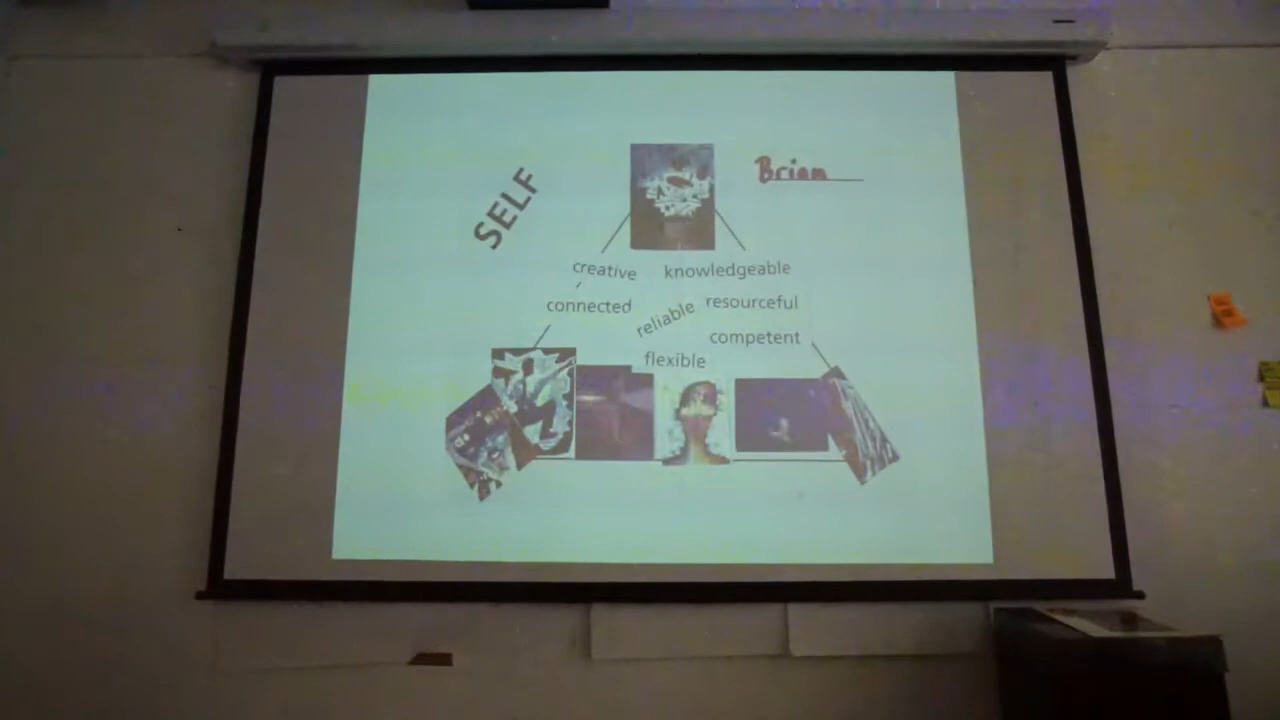 SELF
Brian
creative knowledgeable
connected reliable resourceful
competent
flexible